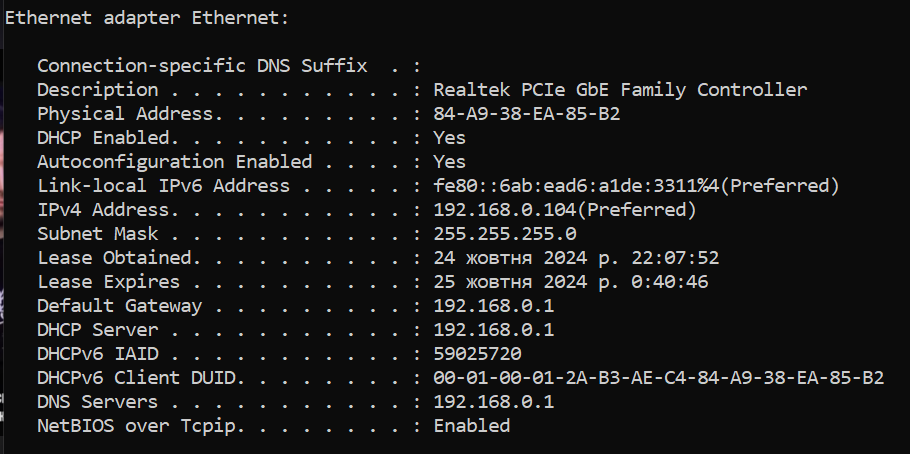 Ethernet adapter Ethernet:
Connection-specific DNS Suffix . :
Description . . . . . . . . . . . : Realtek PCIe GbE Family Controller
Physical Address. . . . . . . . . : 84-A9-38-EA-85-B2
DHCP Enabled. . . . . . . . . . . : Yes
Autoconfiguration Enabled . . . . : Yes
Link-local IPv6 Address . . . . . : fe80::6ab:ead6:a1de:3311%4(Preferred)
IPv4 Address. . . . . . . . . . . : 192.168.0.104(Preferred)
Subnet Mask . . . . . . . . . . . : 255.255.255.0
Lease Obtained. . . . . . . . . . : 24 жовтня 2024 р. 22:07:52
Lease Expires . . . . . . . . . . : 25 жовтня 2024 р. 0:40:46
Default Gateway . . . . . . . . . : 192.168.0.1
DHCP Server . . . . . . . . . . . : 192.168.0.1
DHCPv6 IAID . . . . . . . . . . . : 59025720
DHCPv6 Client DUID. . . . . . . . : 00-01-00-01-2A-B3-AE-C4-84-A9-38-EA-85-B2
DNS Servers . . . . . . . . . . . : 192.168.0.1
NetBIOS over Tcpip. . . . . . . . : Enabled